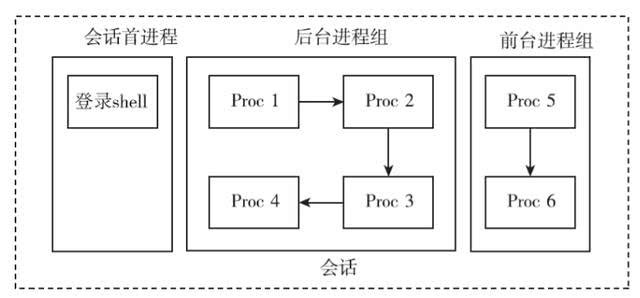 会话首进程
后台进程组
前台进程组
登录shell
Proc 1
Proc 2
Proc 5
Proc 4
Proc 3
Proc 6
会话